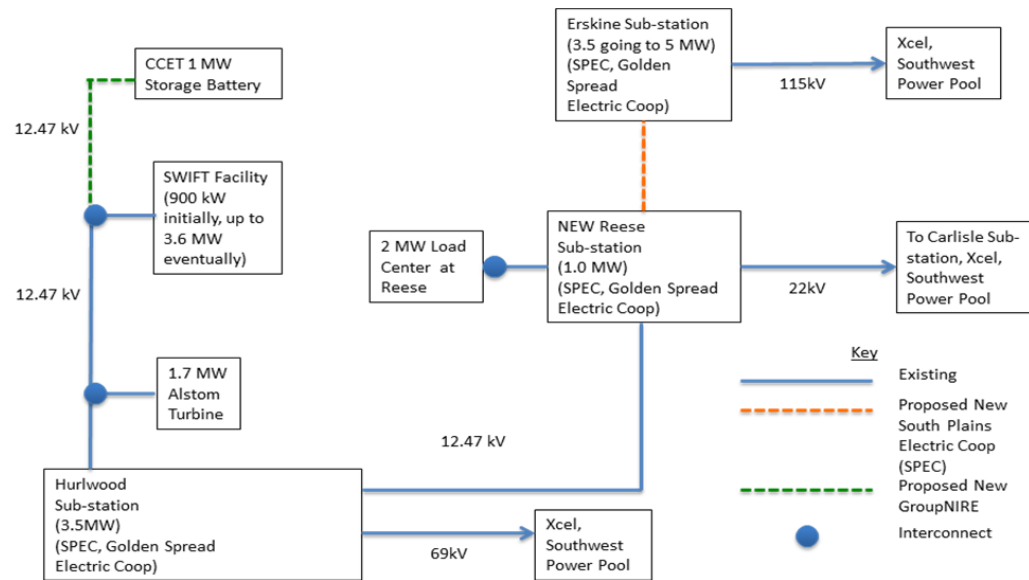 CCET 1 MW
Storage Battery
12.47 kV
SWIFT Facility
(900 kW
initially, up to
3.6 MW
eventually)
12.47 kV
1.7 MW
Alstom
Turbine
Hurlwood
Sub-station
(3.5MW)
(SPEC, Golden Spread
Electric Coop)
12.47 kV
69kV
Xcel,
Southwest
Power Pool
Erskine Sub-station
(3.5 going to 5 MW)
(SPEC, Golden
Spread
Electric Coop)
115kV
Xcel,
Southwest
Power Pool
2 MW Load
Center at
Reese
NEW Reese
Sub-station
(1.0 MW)
(SPEC, Golden Spread
Electric Coop)
22kV
To Carlisle Sub-
station, Xcel,
Southwest
Power Pool
Key
Existing
Proposed New
South Plains
Electric Coop
(SPEC)
Proposed New
GroupNIRE
Interconnect